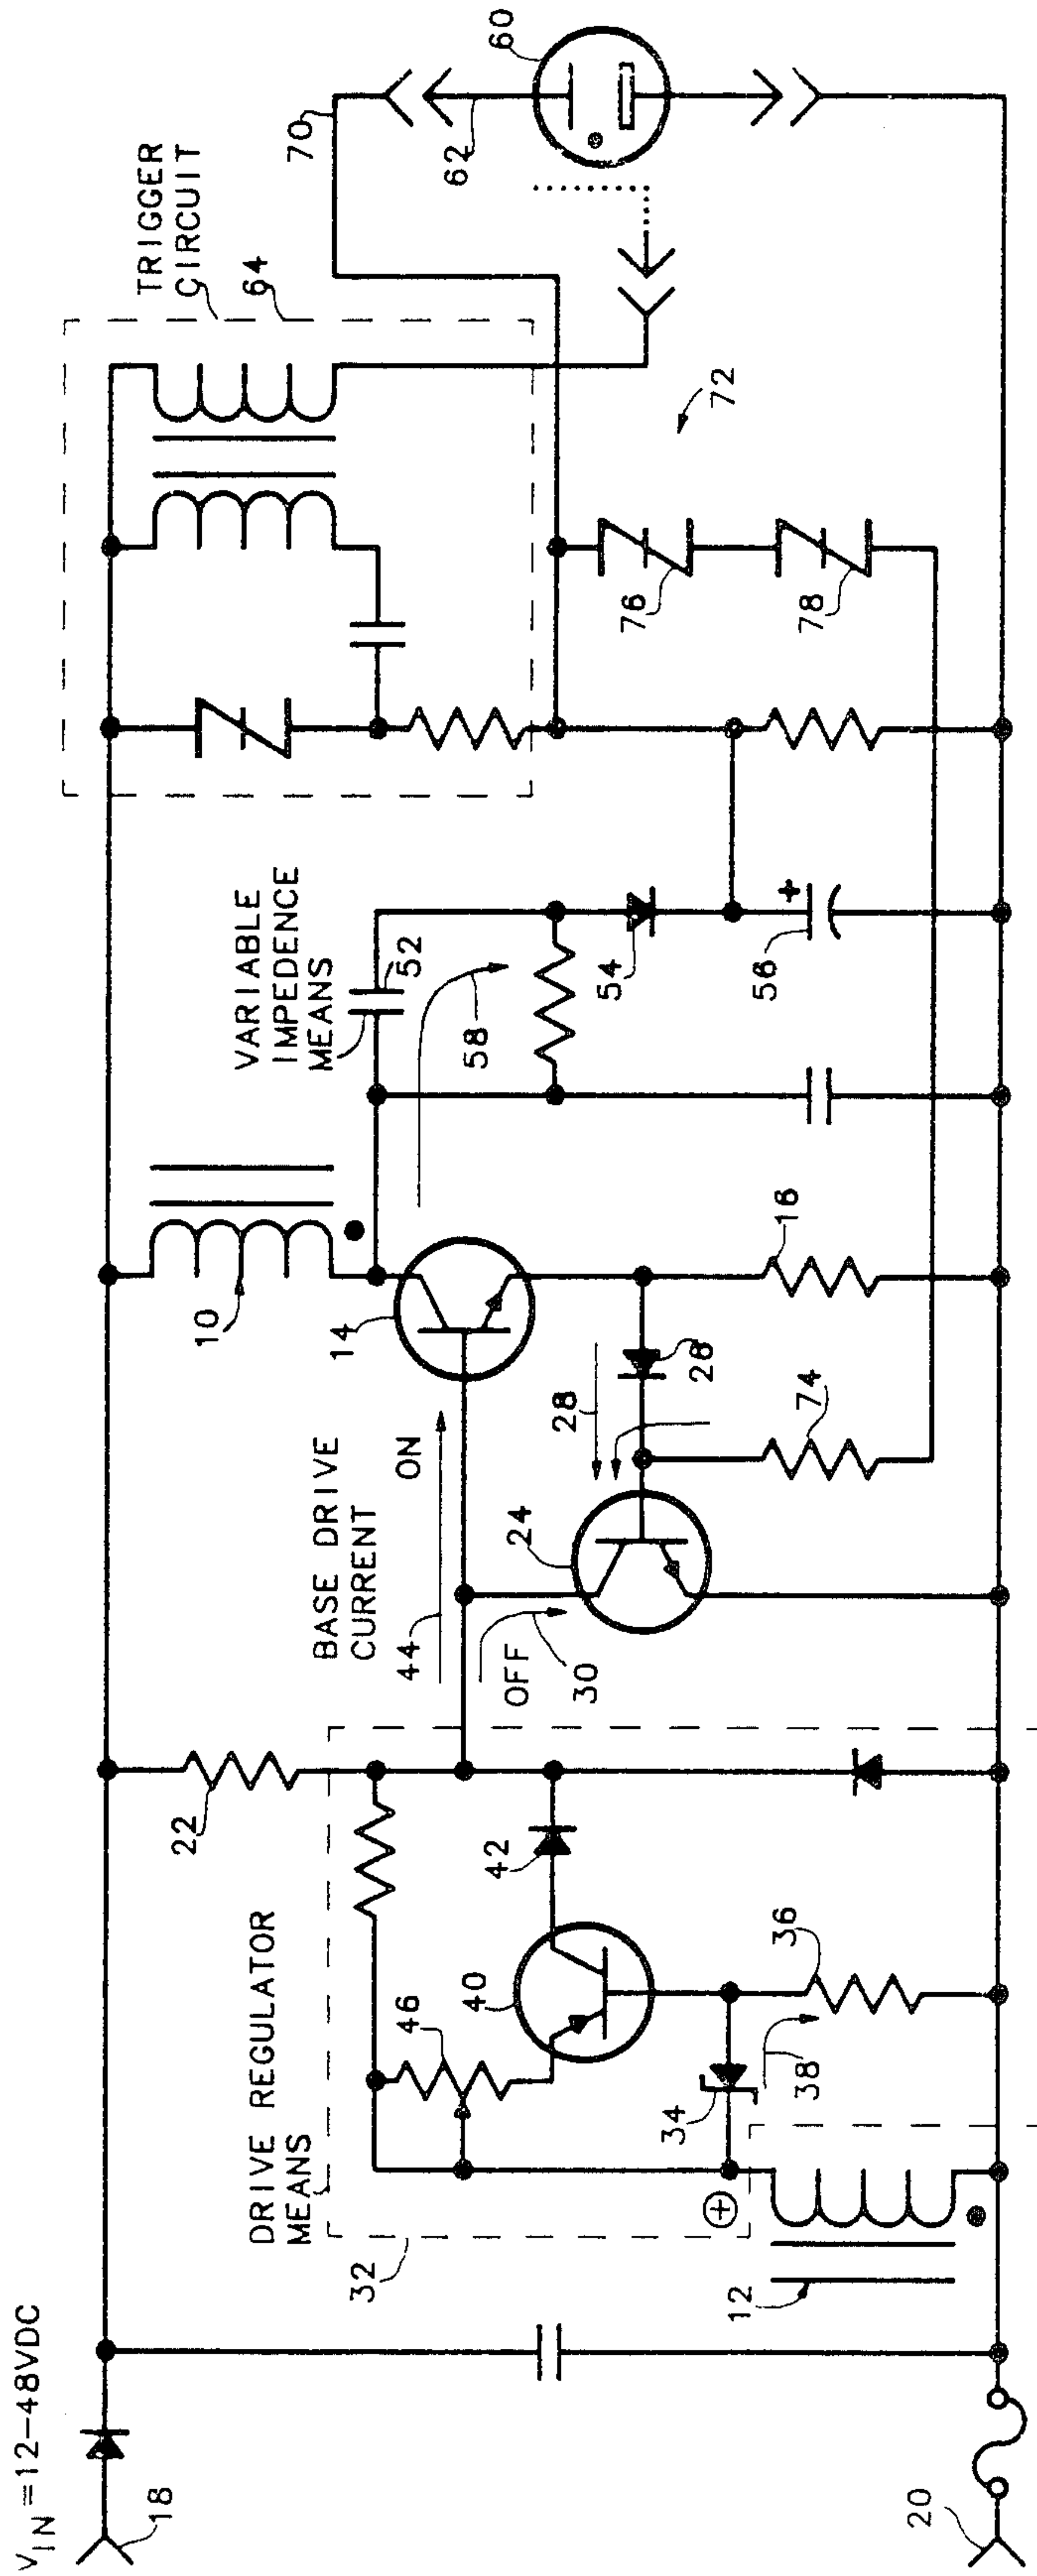 V_IN = 12-48VDC
18
20
12
32
DRIVE REGULATOR
MEANS
22
46
40
42
34
38
36
BASE DRIVE
CURRENT
44
ON
OFF
30
24
28
28
74
14
10
16
VARIABLE
IMPEDENCE
MEANS
52
58
54
56
+
TRIGGER
CIRCUIT
64
70
62
60
72
76
78